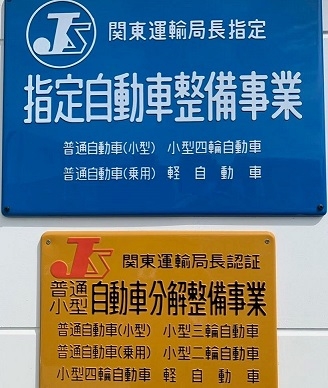 JS 関東運輸局長指定
指定自動車整備事業
普通自動車(小型) 小型四輪自動車
普通自動車(乗用) 軽自動車
JS 関東運輸局長認証
普通小型 自動車分解整備事業
普通自動車(小型) 小型三輪自動車
普通自動車(乗用) 小型二輪自動車
小型四輪自動車 軽自動車